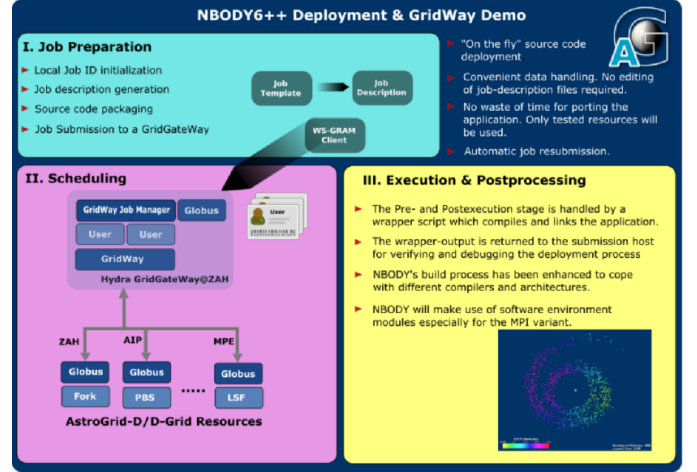 NBODY6++ Deployment & GridWay Demo
I. Job Preparation
► Local Job ID initialization
► Job description generation
► Source code packaging
► Job Submission to a GridGateWay
Job
Template
Job
Description
WS-GRAM
Client
► "On the fly" source code
deployment
► Convenient data handling. No editing
of job-description files required.
► No waste of time for porting the
application. Only tested resources will
be used.
► Automatic job resubmission.
AG
II. Scheduling
GridWay Job Manager
Globus
User
User
GridWay
Hydra GridGateWay@ZAH
User
ZAH
AIP
MPE
Globus
Globus
Globus
Fork
PBS
.....
LSF
AstroGrid-D/D-Grid Resources
III. Execution & Postprocessing
► The Pre- and Postexecution stage is handled by a
wrapper script which compiles and links the application.
► The wrapper-output is returned to the submission host
for verifying and debugging the deployment process
► NBODY's build process has been enhanced to cope
with different compilers and architectures.
► NBODY will make use of software environment
modules especially for the MPI variant.